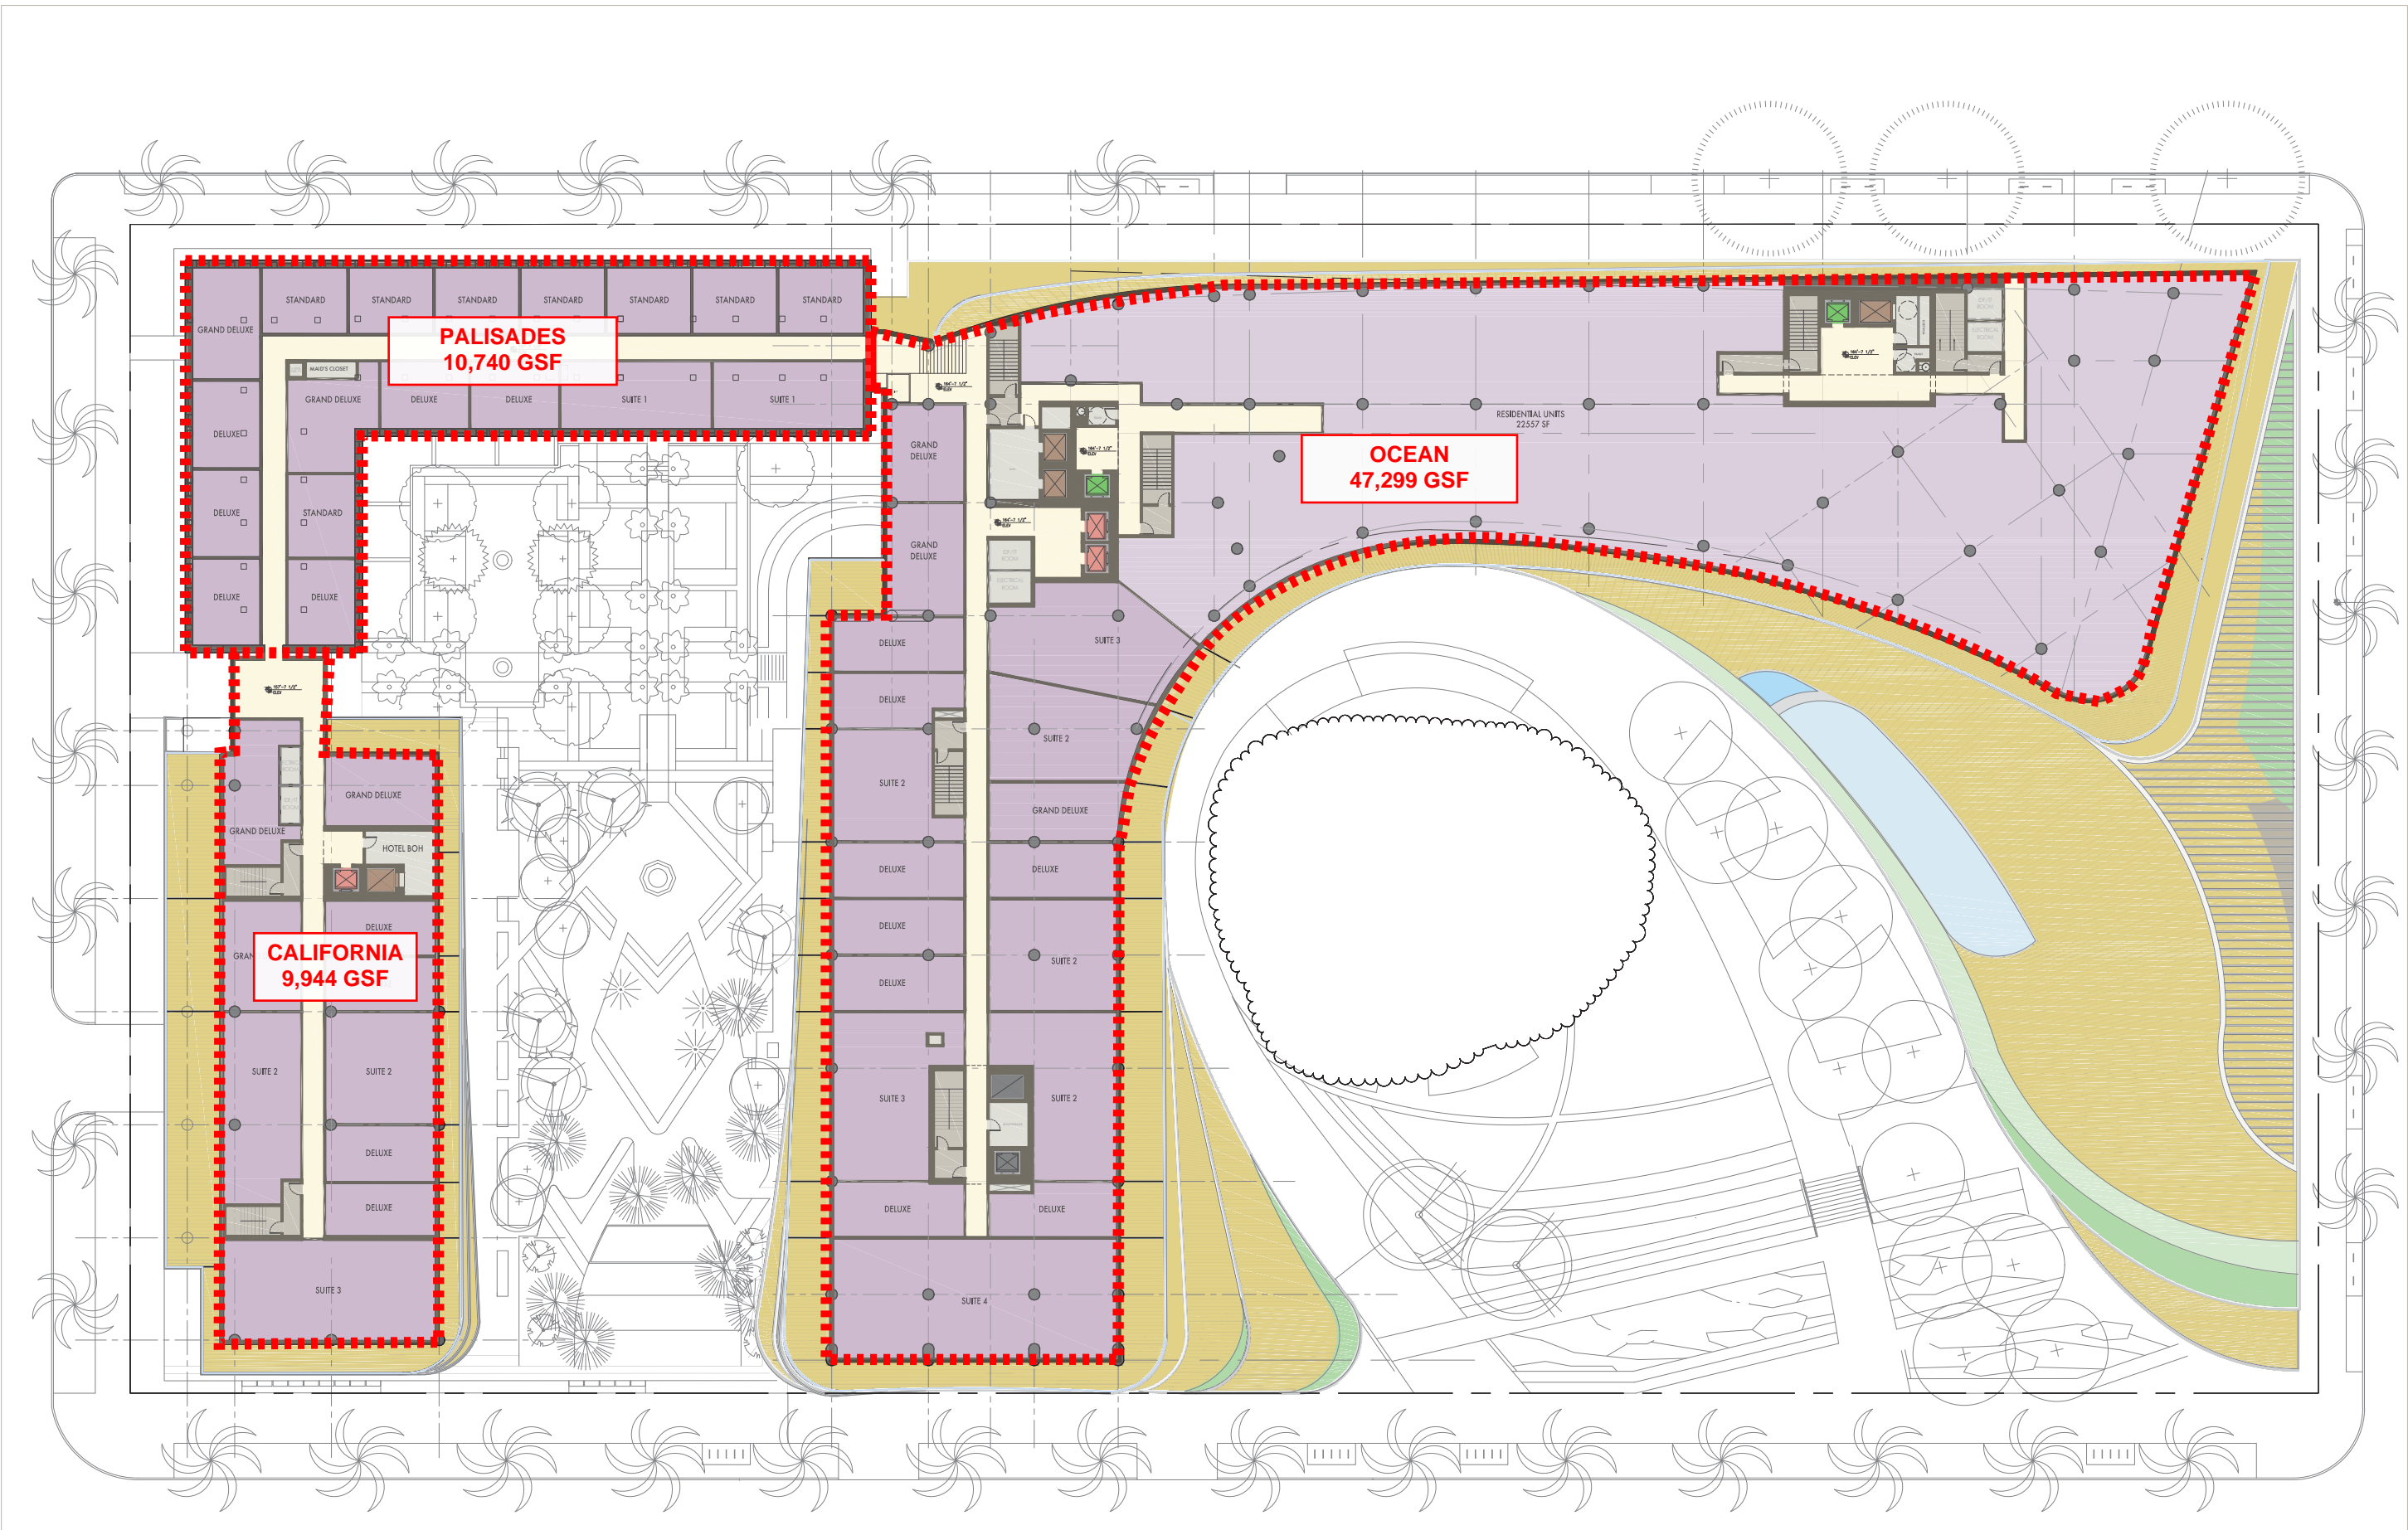 STANDARD
STANDARD
STANDARD
STANDARD
STANDARD
STANDARD
STANDARD
GRAND DELUXE
PALISADES
10,740 GSF
MAID'S CLOSET
GRAND DELUXE
DELUXE
DELUXE
SUITE 1
SUITE 1
DELUXE
DELUXE
STANDARD
DELUXE
DELUXE
GRAND DELUXE
GRAND DELUXE
HOTEL BOH
DELUXE
GRAN
CALIFORNIA
9,944 GSF
SUITE 2
SUITE 2
DELUXE
DELUXE
SUITE 3
GRAND
DELUXE
GRAND
DELUXE
ELECTRICAL
ROOM
RESIDENTIAL UNITS
22557 SF
OCEAN
47,299 GSF
DELUXE
SUITE 3
DELUXE
SUITE 2
SUITE 2
GRAND DELUXE
DELUXE
DELUXE
DELUXE
SUITE 2
DELUXE
SUITE 3
SUITE 2
DELUXE
DELUXE
SUITE 4